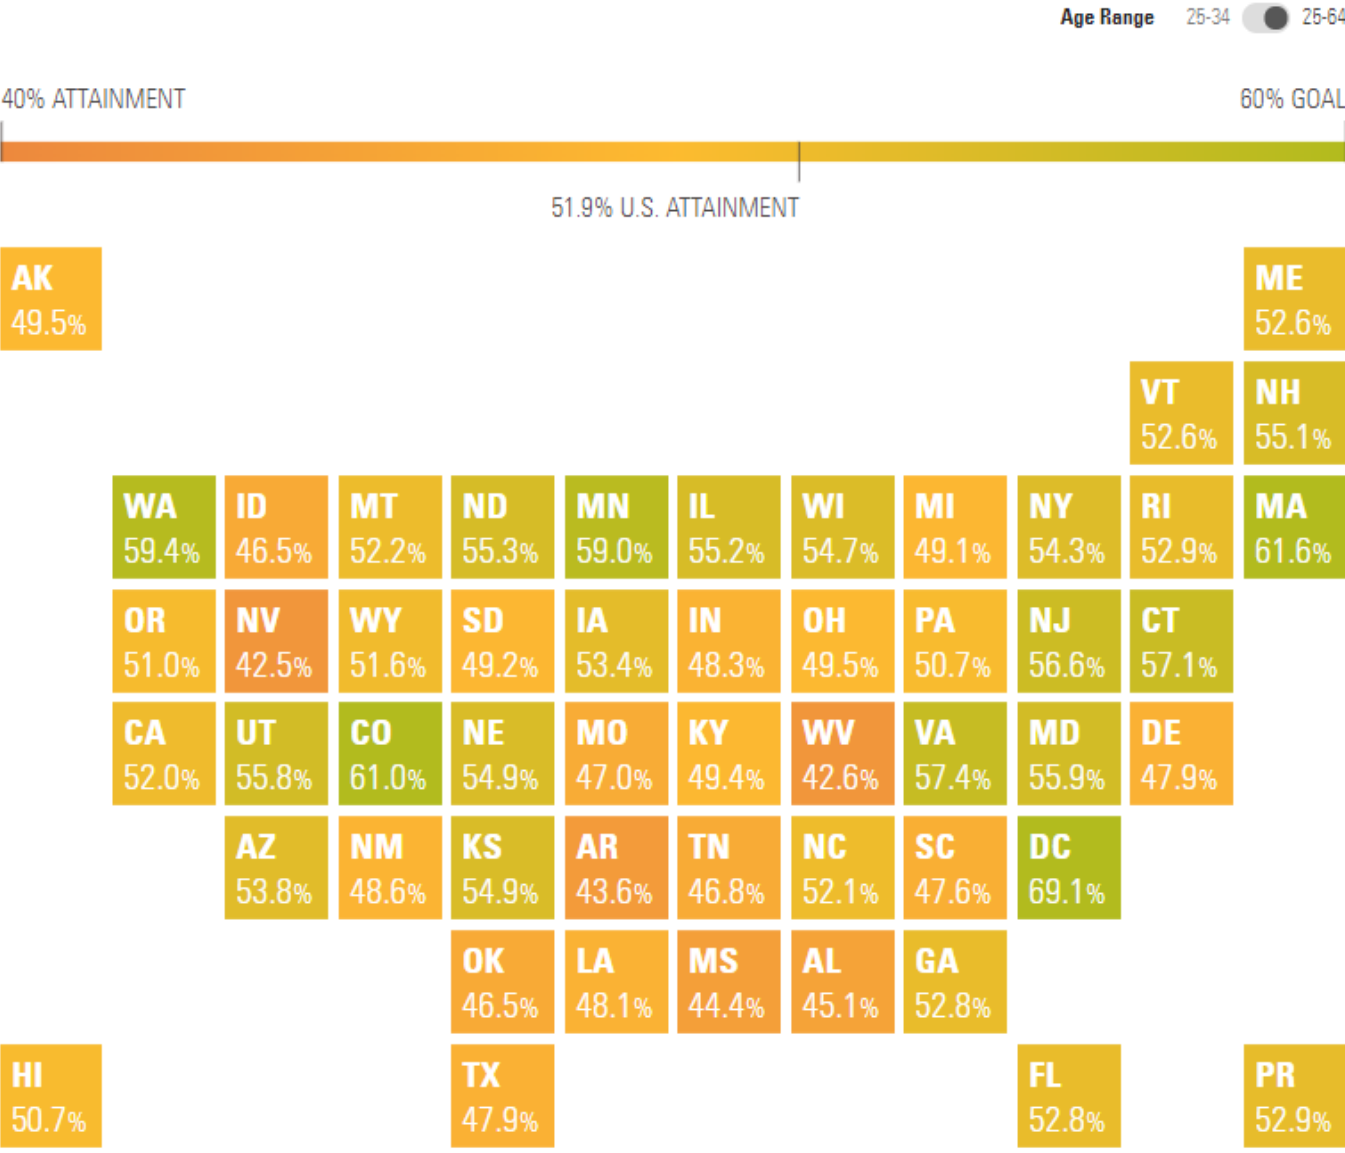 Age Range 25-34 25-64
40% ATTAINMENT 60% GOAL
51.9% U.S. ATTAINMENT
AK ME
49.5% 52.6%
VT NH
52.6% 55.1%
WA ID MT ND MN IL WI MI NY RI MA
59.4% 46.5% 52.2% 55.3% 59.0% 55.2% 54.7% 49.1% 54.3% 52.9% 61.6%
OR NV WY SD IA IN OH PA NJ CT
51.0% 42.5% 51.6% 49.2% 53.4% 48.3% 49.5% 50.7% 56.6% 57.1%
CA UT CO NE MO KY WV VA MD DE
52.0% 55.8% 61.0% 54.9% 47.0% 49.4% 42.6% 57.4% 55.9% 47.9%
AZ NM KS AR TN NC SC DC
53.8% 48.6% 54.9% 43.6% 46.8% 52.1% 47.6% 69.1%
OK LA MS AL GA
46.5% 48.1% 44.4% 45.1% 52.8%
HI TX FL PR
50.7% 47.9% 52.8% 52.9%